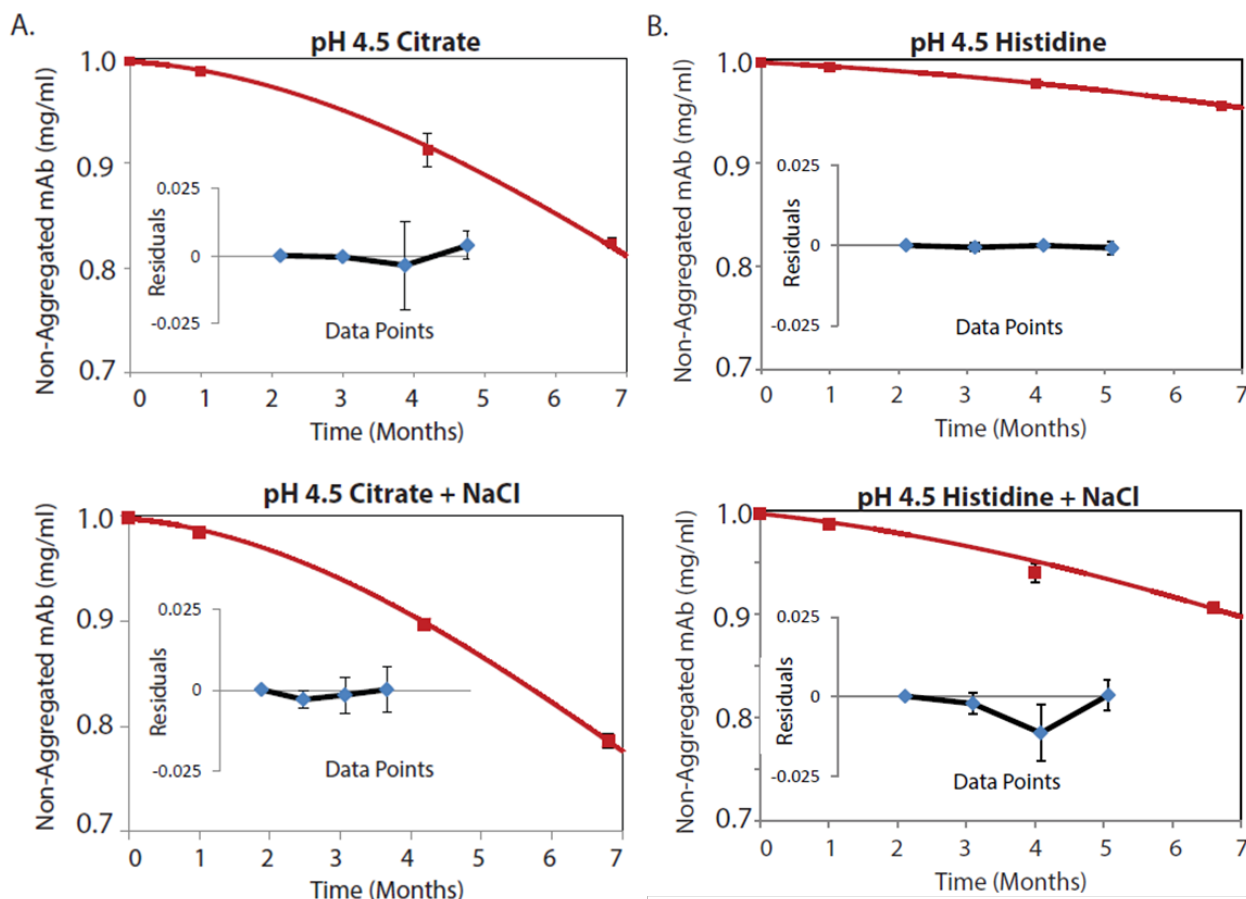 A.
pH 4.5 Citrate
Non-Aggregated mAb (mg/ml)
1.0
0.9
0.8
0.7
Residuals
0.025
0
-0.025
Data Points
0 1 2 3 4 5 6 7
Time (Months)
B.
pH 4.5 Histidine
Non-Aggregated mAb (mg/ml)
1.0
0.9
0.8
0.7
Residuals
0.025
0
-0.025
Data Points
0 1 2 3 4 5 6 7
Time (Months)
pH 4.5 Citrate + NaCl
Non-Aggregated mAb (mg/ml)
1.0
0.9
0.8
0.7
Residuals
0.025
0
-0.025
Data Points
0 1 2 3 4 5 6 7
Time (Months)
pH 4.5 Histidine + NaCl
Non-Aggregated mAb (mg/ml)
1.0
0.9
0.8
0.7
Residuals
0.025
0
-0.025
Data Points
0 1 2 3 4 5 6 7
Time (Months)